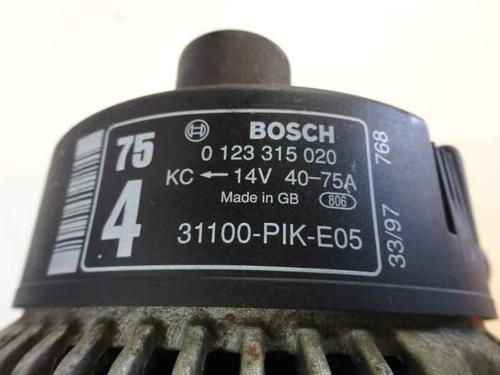 75
4
BOSCH
0 123 315 020
KC ← 14V 40-75A
Made in GB 806
31100-PIK-E05
33/97 768